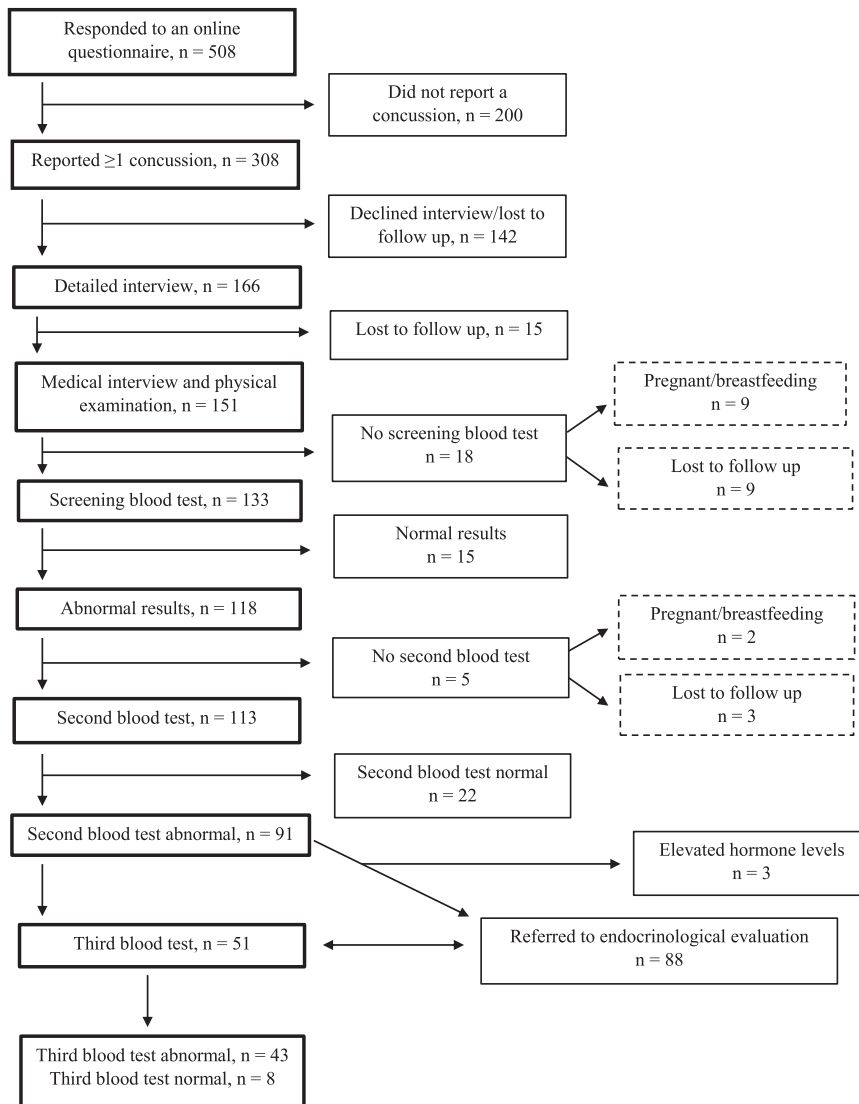 Responded to an online
questionnaire, n = 508
Did not report a
concussion, n = 200
Reported ≥1 concussion, n = 308
Declined interview/lost to
follow up, n = 142
Detailed interview, n = 166
Lost to follow up, n = 15
Medical interview and physical
examination, n = 151
Pregnant/breastfeeding
n = 9
No screening blood test
n = 18
Lost to follow up
n = 9
Screening blood test, n = 133
Normal results
n = 15
Abnormal results, n = 118
Pregnant/breastfeeding
n = 2
No second blood test
n = 5
Lost to follow up
n = 3
Second blood test, n = 113
Second blood test normal
n = 22
Second blood test abnormal, n = 91
Elevated hormone levels
n = 3
Third blood test, n = 51
Referred to endocrinological evaluation
n = 88
Third blood test abnormal, n = 43
Third blood test normal, n = 8